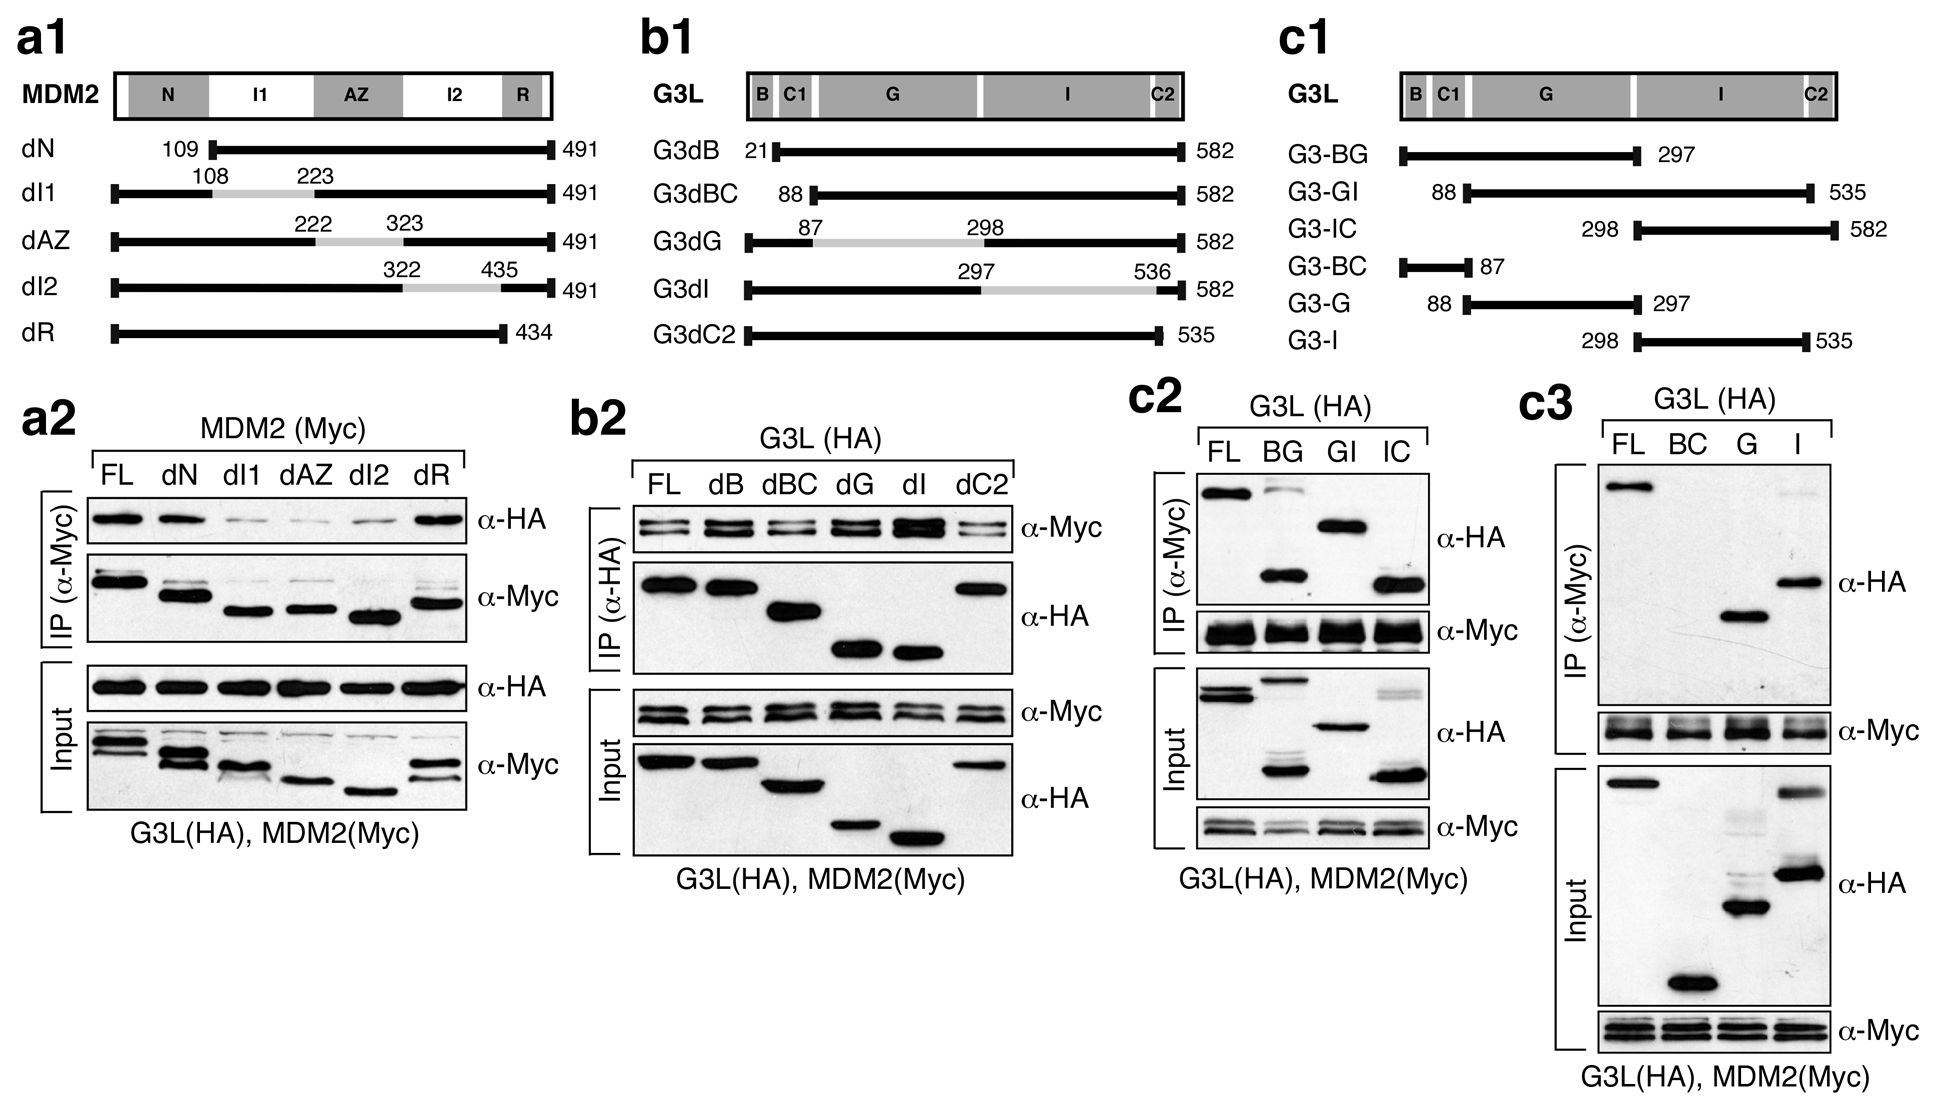 a1
MDM2 N I1 AZ I2 R
dN 109 491
108 223
dI1 491
222 323
dAZ 491
322 435
dI2 491
dR 434
b1
G3L B C1 G I C2
G3dB 21 582
G3dBC 88 582
87 298
G3dG 582
297 536
G3dI 582
G3dC2 535
c1
G3L B C1 G I C2
G3-BG 297
G3-GI 88 535
G3-IC 298 582
G3-BC 87
G3-G 88 297
G3-I 298 535
a2
MDM2 (Myc)
FL dN dI1 dAZ dI2 dR
IP (α-Myc)
α-HA
α-Myc
Input
α-HA
α-Myc
G3L(HA), MDM2(Myc)
b2
G3L (HA)
FL dB dBC dG dI dC2
IP (α-HA)
α-Myc
α-HA
Input
α-Myc
α-HA
G3L(HA), MDM2(Myc)
c2
G3L (HA)
FL BG GI IC
IP (α-Myc)
α-HA
α-Myc
Input
α-HA
α-Myc
G3L(HA), MDM2(Myc)
c3
G3L (HA)
FL BC G I
IP (α-Myc)
α-HA
α-Myc
Input
α-HA
α-Myc
G3L(HA), MDM2(Myc)